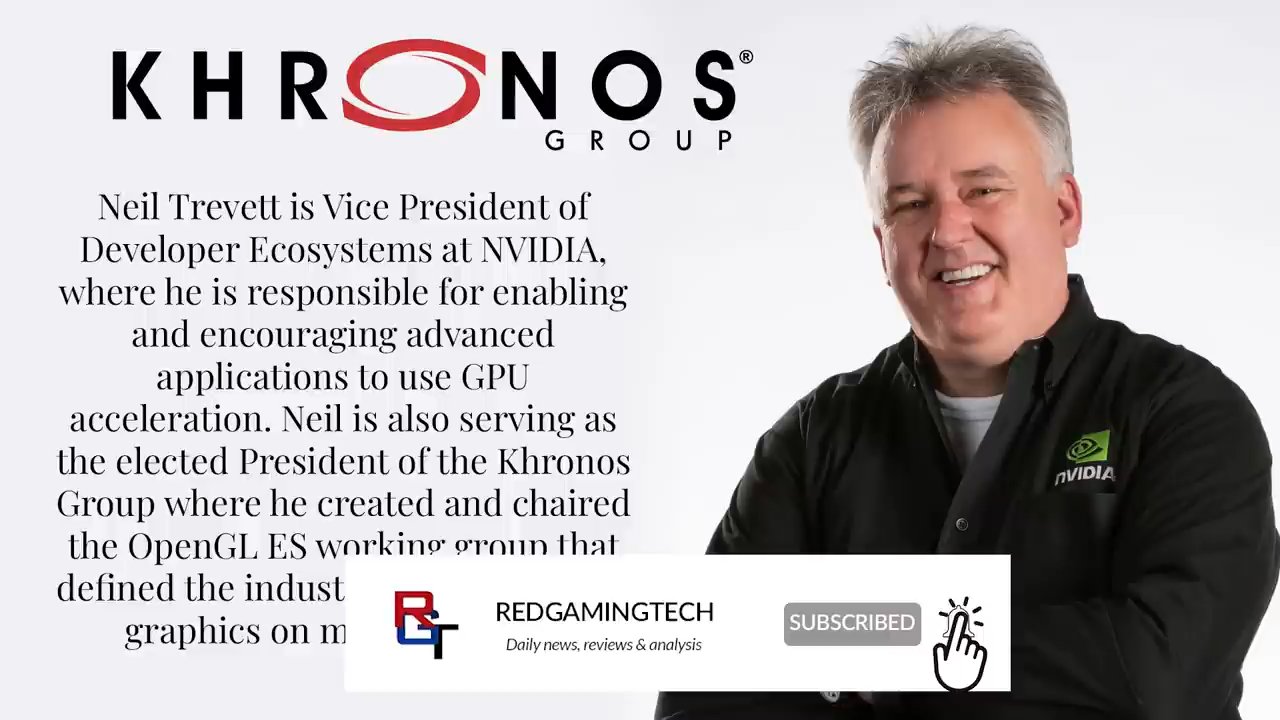 KHRONOS®
GROUP
Neil Trevett is Vice President of
Developer Ecosystems at NVIDIA,
where he is responsible for enabling
and encouraging advanced
applications to use GPU
acceleration. Neil is also serving as
the elected President of the Khronos
Group where he created and chaired
the OpenGL ES working group that
defined the
graphics on
NVIDIA
RGT
REDGAMINGTECH
Daily news, reviews & analysis
SUBSCRIBED